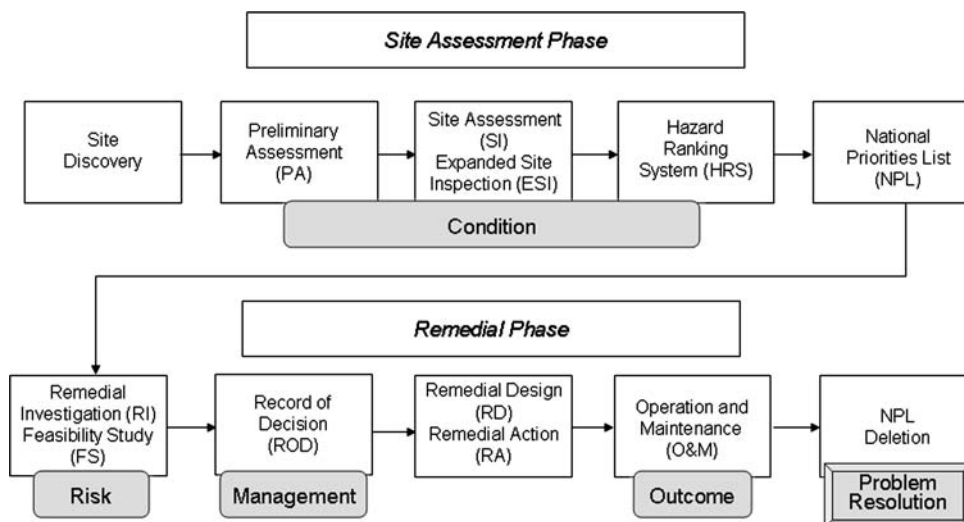 Site Assessment Phase
Site
Discovery
Preliminary
Assessment
(PA)
Site Assessment
(SI)
Expanded Site
Inspection (ESI)
Hazard
Ranking
System (HRS)
National
Priorities List
(NPL)
Condition
Remedial Phase
Remedial
Investigation (RI)
Feasibility Study
(FS)
Risk
Record of
Decision
(ROD)
Management
Remedial Design
(RD)
Remedial Action
(RA)
Operation and
Maintenance
(O&M)
Outcome
NPL
Deletion
Problem
Resolution